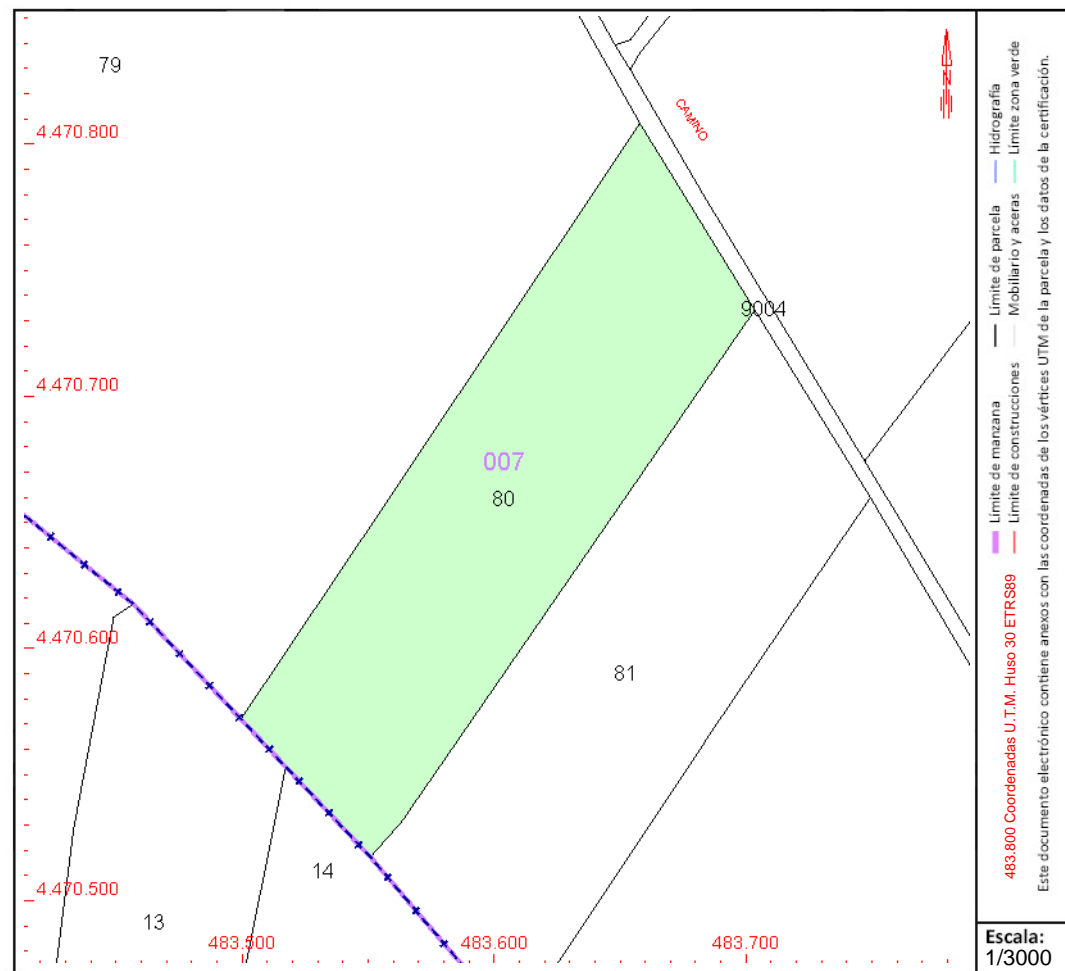 79
CAMINO
N
4.470.800
9004
4.470.700
007
80
4.470.600
81
14
13
4.470.500
483.500
483.600
483.700
Límite de manzana
Límite de parcela
Hidrografía
Límite de construcciones
Mobiliario y aceras
Límite zona verde
483.800 Coordenadas U.T.M. Huso 30 ETRS89
Este documento electrónico contiene anexos con las coordenadas de los vértices UTM de la parcela y los datos de la certificación.
Escala:
1/3000